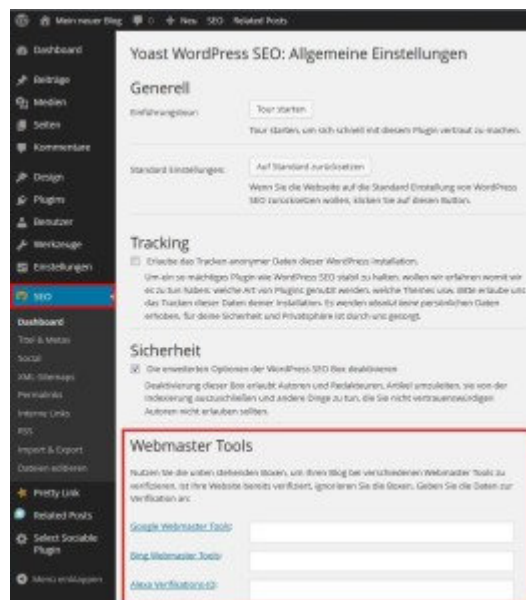 Mein neuer Blog 0 + New SEO Related Posts
Dashboard
Beiträge
Medien
Seiten
Kommentare
Design
Plugins
Benutzer
Werkzeuge
Einstellungen
SEO
Dashboard
Titel & Metas
Social
XML-Sitemaps
Permalinks
Interne Links
RSS
Import & Export
Dateien editieren
Pretty Link
Related Posts
Select Sociable
Plugin
Menü einklappen
Yoast WordPress SEO: Allgemeine Einstellungen
Generell
Einführungstour: Tour starten
Tour starten, um sich schnell mit diesem Plugin vertraut zu machen.
Standard Einstellungen: Auf Standard zurücksetzen
Wenn Sie die Webseite auf die Standard Einstellung von WordPress
SEO zurücksetzen wollen, klicken Sie auf diesen Button.
Tracking
Erlaube das Tracken anonymer Daten dieser WordPress Installation.
Um ein so mächtiges Plugin wie WordPress SEO stabil zu halten, wollen wir erfahren womit wir
es zu tun haben: welche Art von Plugins genutzt werden, welche Themes usw. Bitte erlaube uns
das Tracken dieser Daten deiner Installation. Es werden absolut keine persönlichen Daten
erhoben, für deine Sicherheit und Privatsphäre ist durch uns gesorgt.
Sicherheit
Die erweiterten Optionen der WordPress SEO Box deaktivieren
Deaktivierung dieser Box erlaubt Autoren und Redakteuren, Artikel umzuleiten, sie von der
Indexierung auszuschließen und andere Dinge zu tun, die Sie nicht vertrauenswürdigen
Autoren nicht erlauben sollten.
Webmaster Tools
Nutzen Sie die unten stehenden Boxen, um Ihren Blog bei verschiedenen Webmaster Tools zu
verifizieren. Ist Ihre Website bereits verifiziert, ignorieren Sie die Boxen. Geben Sie die Daten zur
Verifikation an:
Google Webmaster Tools:
Bing Webmaster Tools:
Alexa Verifikations-ID: